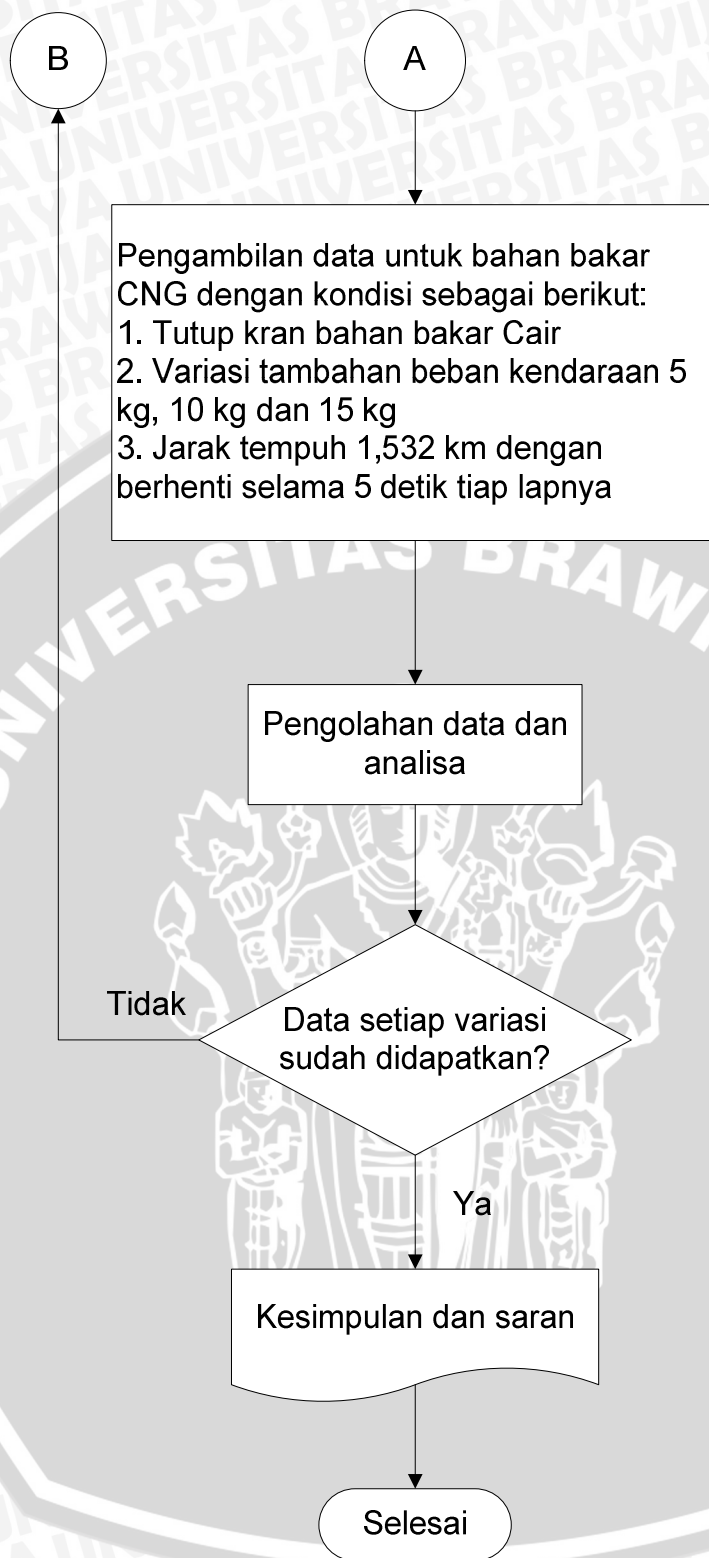 B
A
Pengambilan data untuk bahan bakar
CNG dengan kondisi sebagai berikut:
1. Tutup kran bahan bakar Cair
2. Variasi tambahan beban kendaraan 5
kg, 10 kg dan 15 kg
3. Jarak tempuh 1,532 km dengan
berhenti selama 5 detik tiap lapnya
Pengolahan data dan
analisa
Tidak
Data setiap variasi
sudah didapatkan?
Ya
Kesimpulan dan saran
Selesai